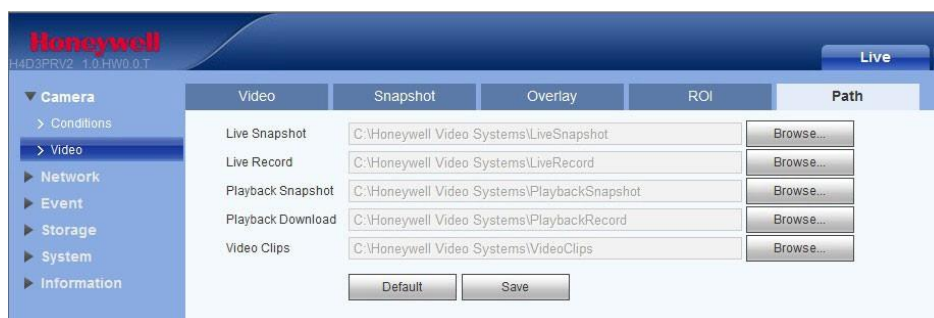 Honeywell
H4D3PRV2 1.0.HW0.0.T
Live
Camera
Conditions
Video
Network
Event
Storage
System
Information
Video Snapshot Overlay ROI Path
Live Snapshot C:\Honeywell Video Systems\LiveSnapshot Browse...
Live Record C:\Honeywell Video Systems\LiveRecord Browse...
Playback Snapshot C:\Honeywell Video Systems\PlaybackSnapshot Browse...
Playback Download C:\Honeywell Video Systems\PlaybackRecord Browse...
Video Clips C:\Honeywell Video Systems\VideoClips Browse...
Default Save